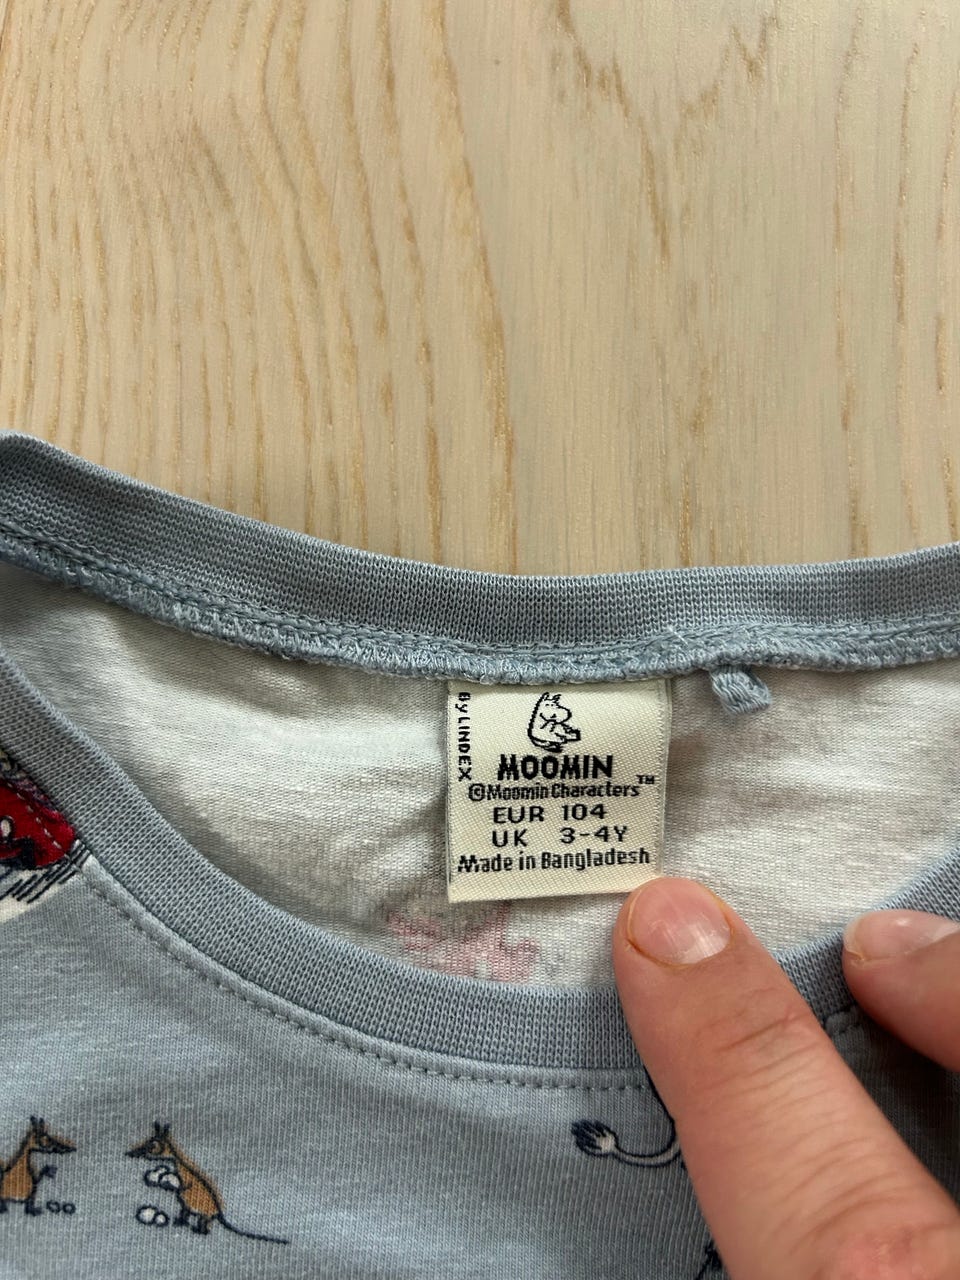 By LINDEX
MOOMIN
©Moomin Characters™
EUR 104
UK 3-4Y
Made in Bangladesh